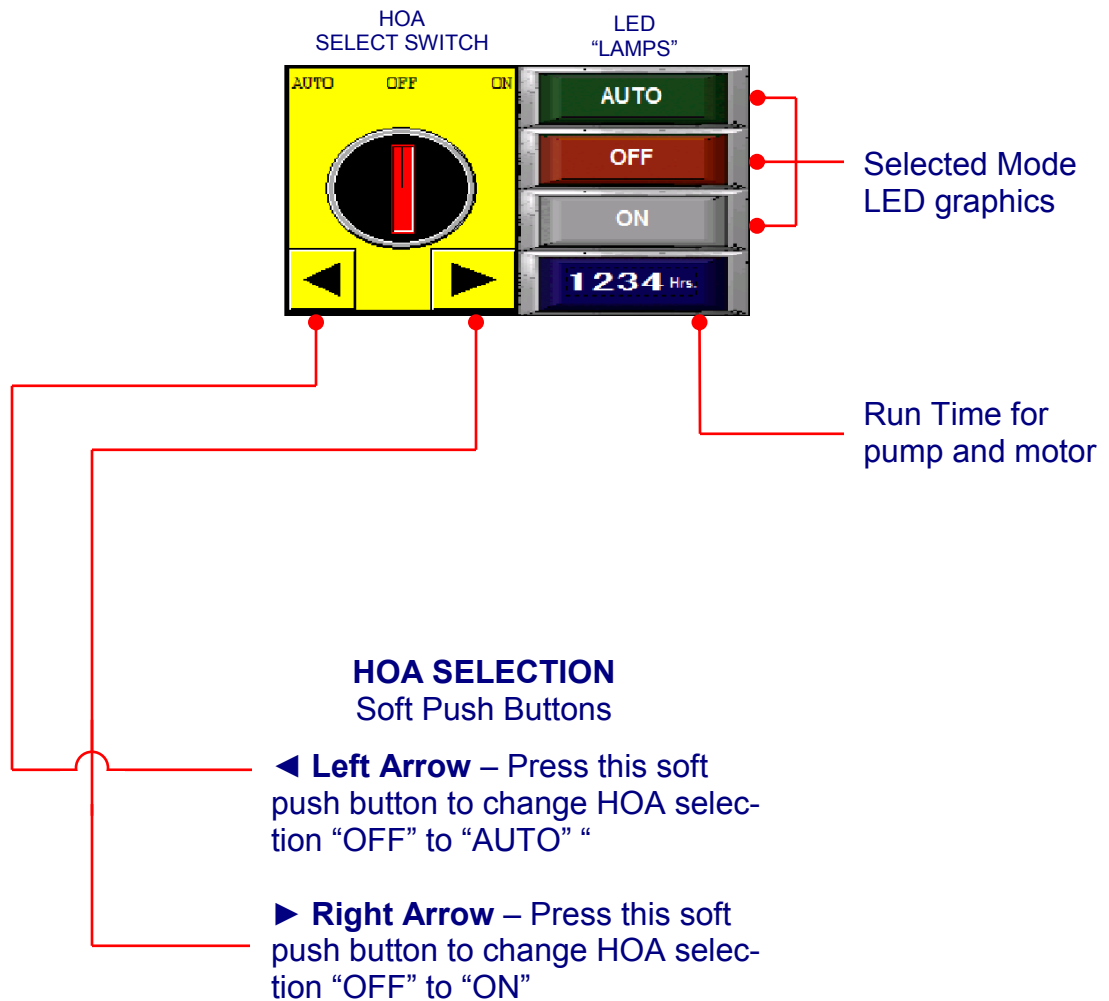 HOA
SELECT SWITCH
LED
“LAMPS”
AUTO OFF ON
AUTO
OFF
ON
1234 Hrs.
Selected Mode
LED graphics
Run Time for
pump and motor
HOA SELECTION
Soft Push Buttons
◄ Left Arrow – Press this soft
push button to change HOA selec-
tion “OFF” to “AUTO” “
► Right Arrow – Press this soft
push button to change HOA selec-
tion “OFF” to “ON”